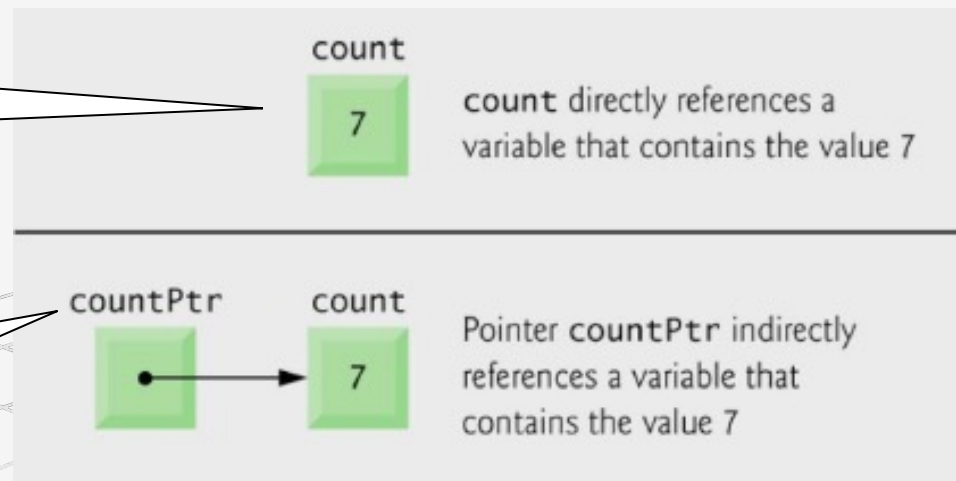 count
7
count directly references a
variable that contains the value 7
countPtr
count
7
Pointer countPtr indirectly
references a variable that
contains the value 7